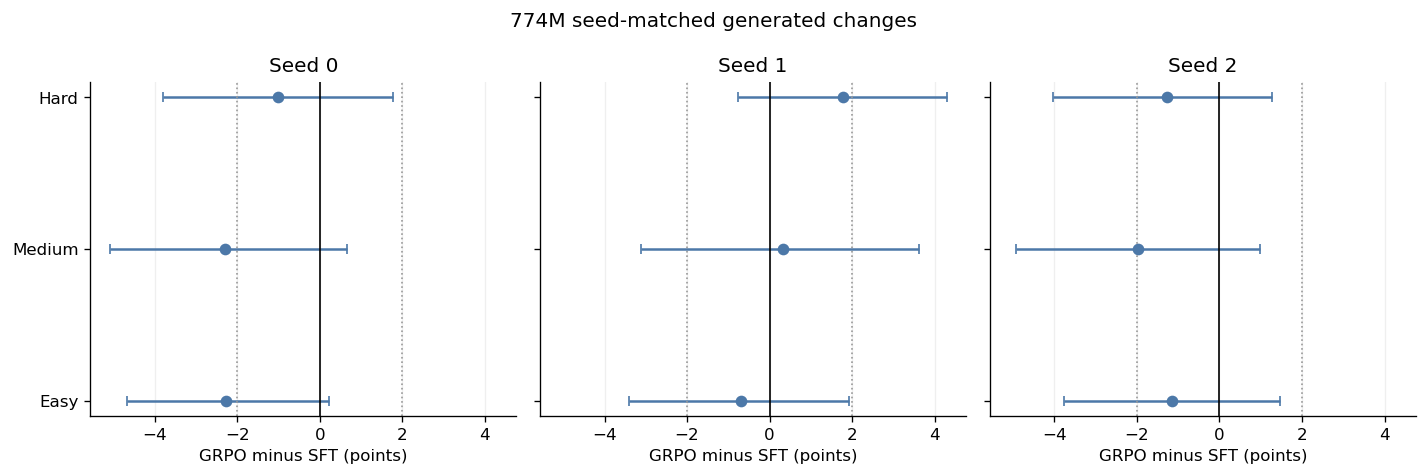 774M seed-matched generated changes
Seed 0
Seed 1
Seed 2
Hard
Medium
Easy
−4 −2 0 2 4
−4 −2 0 2 4
−4 −2 0 2 4
GRPO minus SFT (points)
GRPO minus SFT (points)
GRPO minus SFT (points)